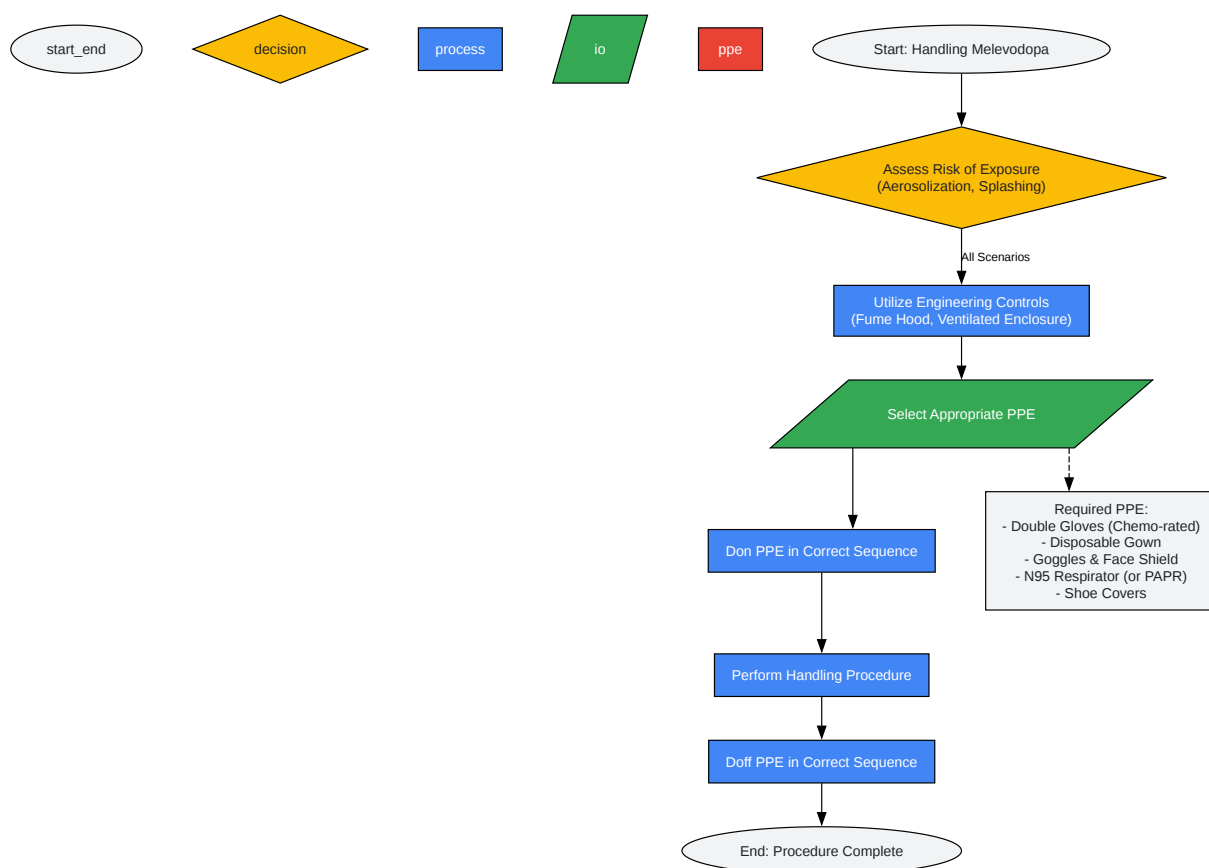 start_end
decision
process
io
ppe
Start: Handling Melevodopa
Assess Risk of Exposure
(Aerosolization, Splashing)
All Scenarios
Utilize Engineering Controls
(Fume Hood, Ventilated Enclosure)
Select Appropriate PPE
Required PPE:
- Double Gloves (Chemo-rated)
- Disposable Gown
- Goggles & Face Shield
- N95 Respirator (or PAPR)
- Shoe Covers
Don PPE in Correct Sequence
Perform Handling Procedure
Doff PPE in Correct Sequence
End: Procedure Complete